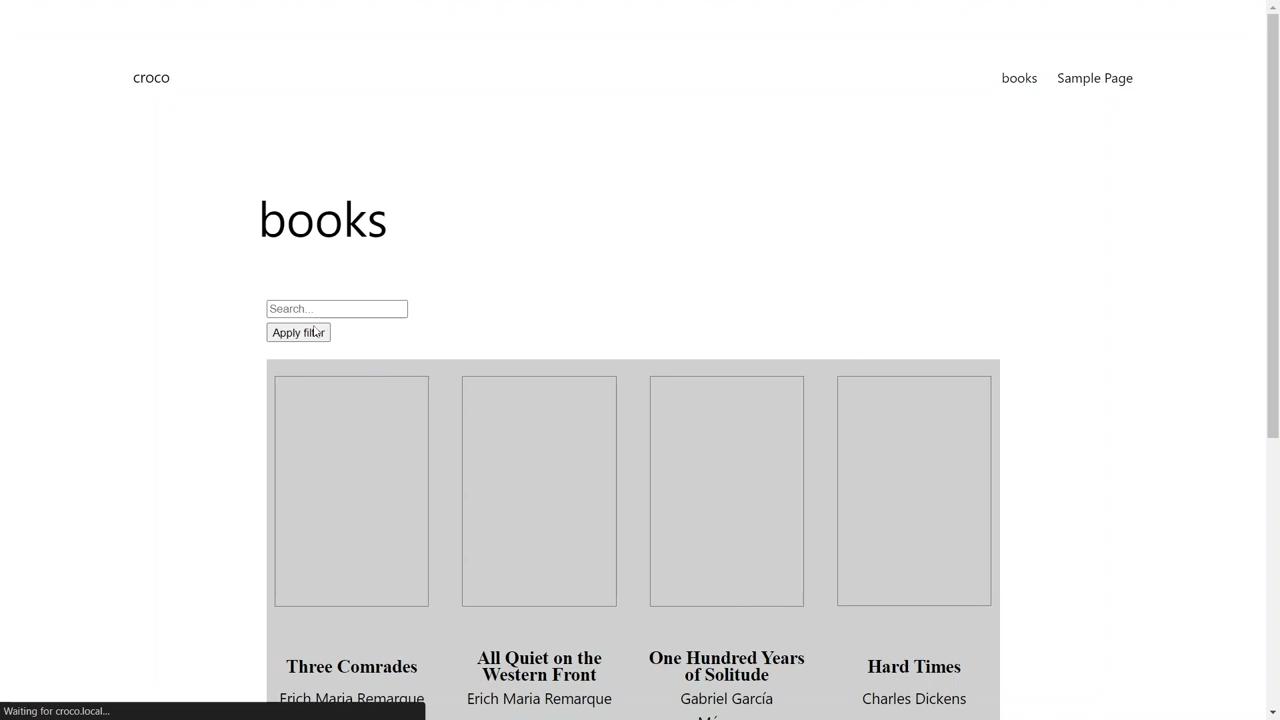 croco
books
Sample Page
books
Search...
Apply filter
Three Comrades
All Quiet on the
Western Front
One Hundred Years
of Solitude
Hard Times
Erich Maria Remarque
Erich Maria Remarque
Gabriel García
Charles Dickens
Waiting for croco.local...